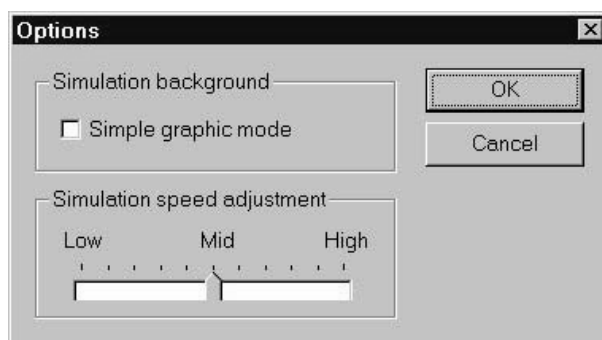 Options
Simulation background
Simple graphic mode
OK
Cancel
Simulation speed adjustment
Low Mid High